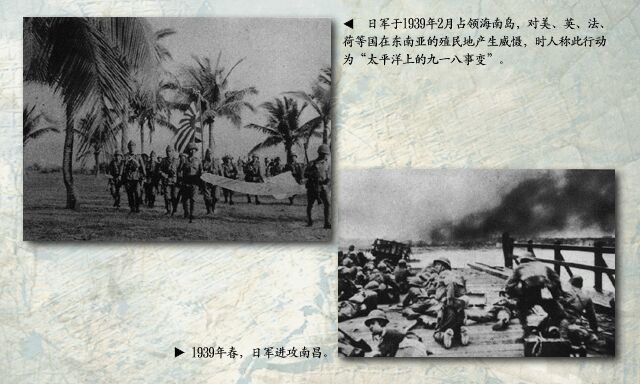 ◀ 日军于1939年2月占领海南岛，对美、英、法、
荷等国在东南亚的殖民地产生威慑，时人称此行动
为“太平洋上的九一八事变”。
▶ 1939年春，日军进攻南昌。